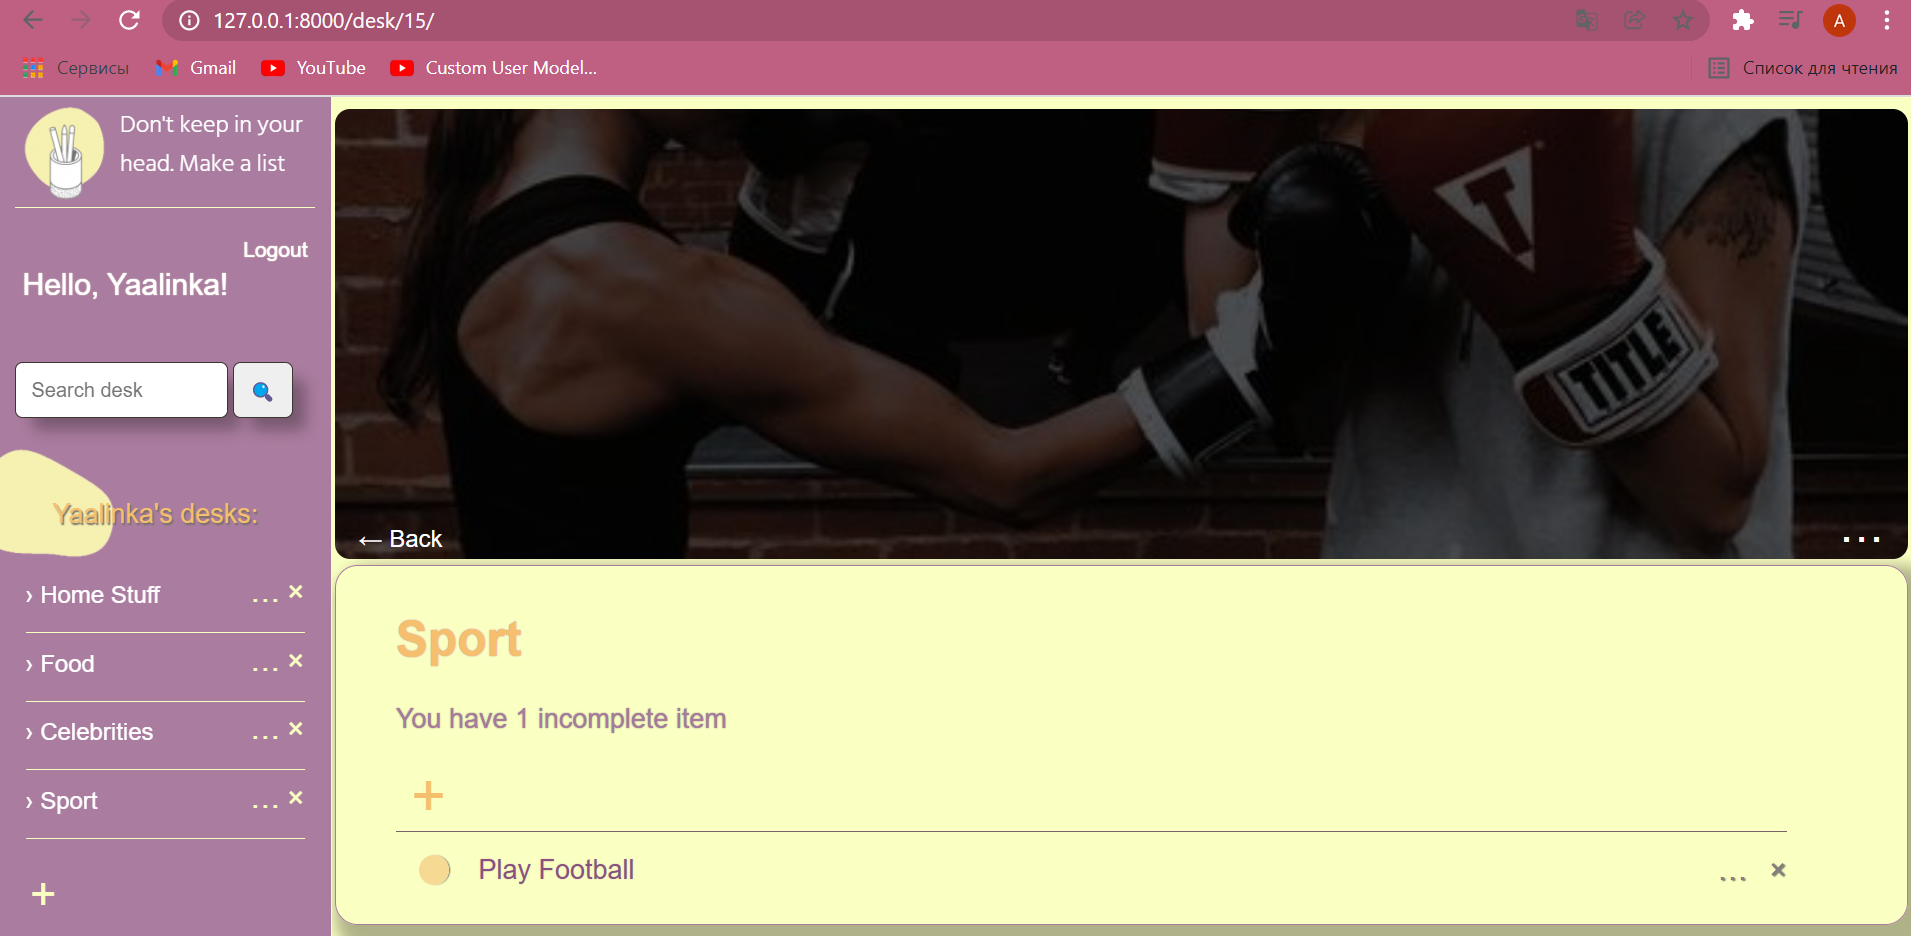 127.0.0.1:8000/desk/15/
A
Сервисы
Gmail
YouTube
Custom User Model...
Список для чтения
Don't keep in your
head. Make a list
Logout
Hello, Yaalinka!
Search desk
Yaalinka's desks:
› Home Stuff ... ×
› Food ... ×
› Celebrities ... ×
› Sport ... ×
+
T
TITLE
← Back
...
Sport
You have 1 incomplete item
+
Play Football ... ×